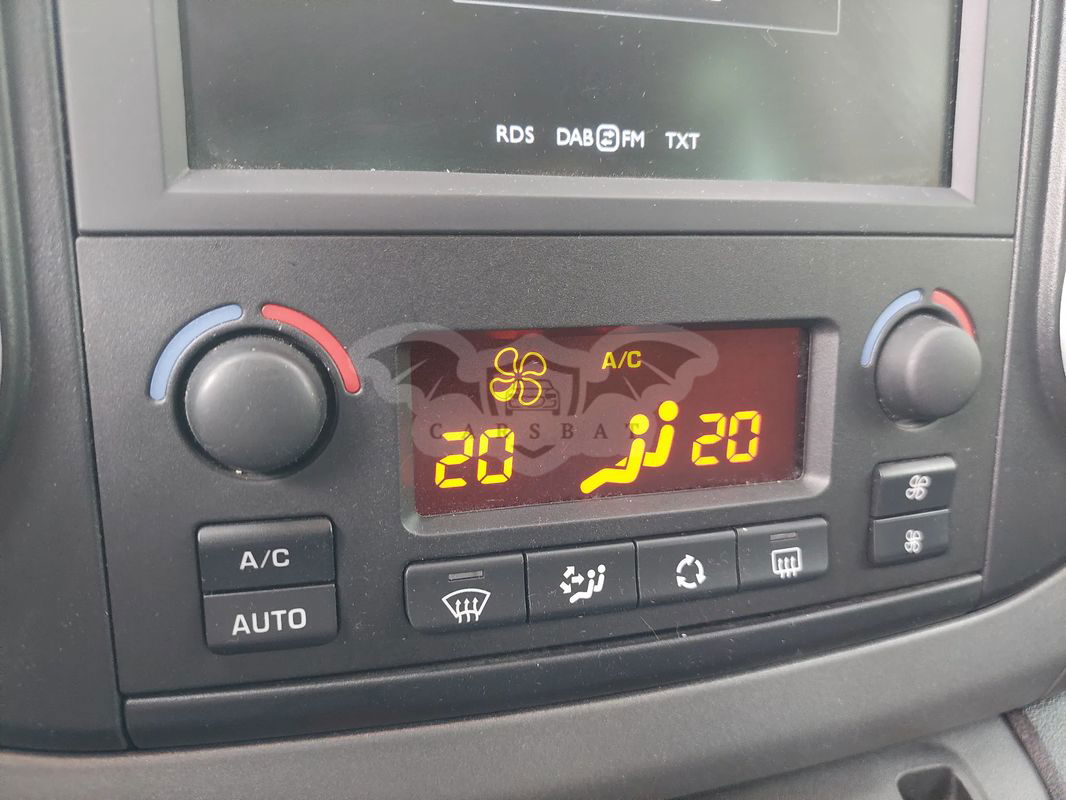 RDS DAB FM TXT
A/C
20 20
CARSBAT
A/C
AUTO